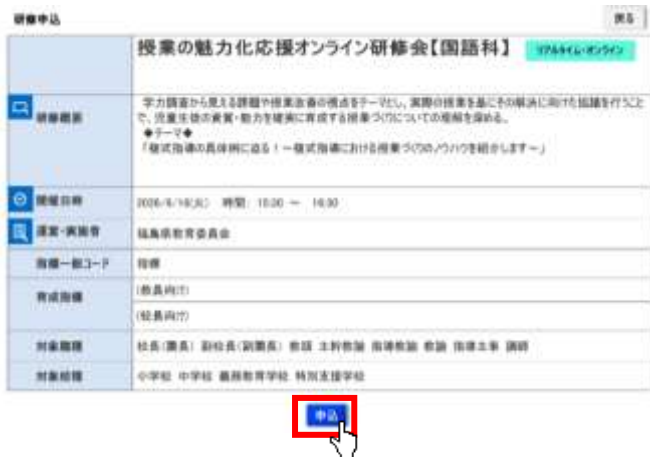 研修申込
戻る
授業の魅力化応援オンライン研修会【国語科】 リアルタイム・オンライン
研修概要
学力調査から見える課題や授業改善の視点をテーマとし、実際の授業を基にその解決に向けた協議を行うこと
で、児童生徒の資質・能力を確実に育成する授業づくりについての理解を深める。
◆テーマ◆
「複式指導の具体例に迫る!~複式指導における授業づくりのノウハウを紹介します~」
開催日時
時間: 15:30 ~ 16:30
運営・実施者
福島県教育委員会
指標一般コード
指標
育成指標
(教員向け)
(校長向け)
対象職種
校長(園長) 副校長(副園長) 教頭 主幹教諭 指導教諭 教諭 指導主事 講師
対象校種
小学校 中学校 義務教育学校 特別支援学校
申込